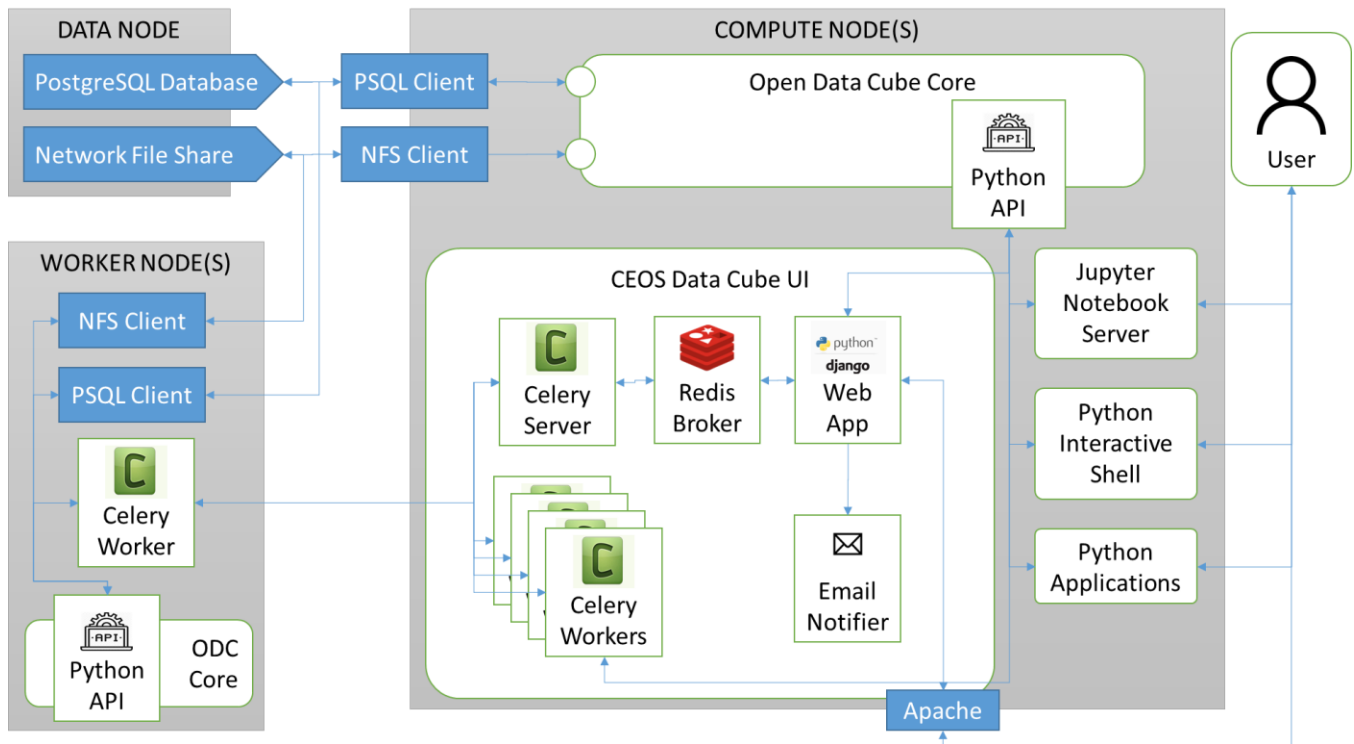 DATA NODE
PostgreSQL Database
Network File Share
COMPUTE NODE(S)
PSQL Client
NFS Client
Open Data Cube Core
API
Python
API
User
WORKER NODE(S)
NFS Client
PSQL Client
C
Celery
Worker
API
Python
API
ODC
Core
CEOS Data Cube UI
C
Celery
Server
Redis
Broker
python
django
Web
App
C
Celery
Workers
Email
Notifier
Jupyter
Notebook
Server
Python
Interactive
Shell
Python
Applications
Apache